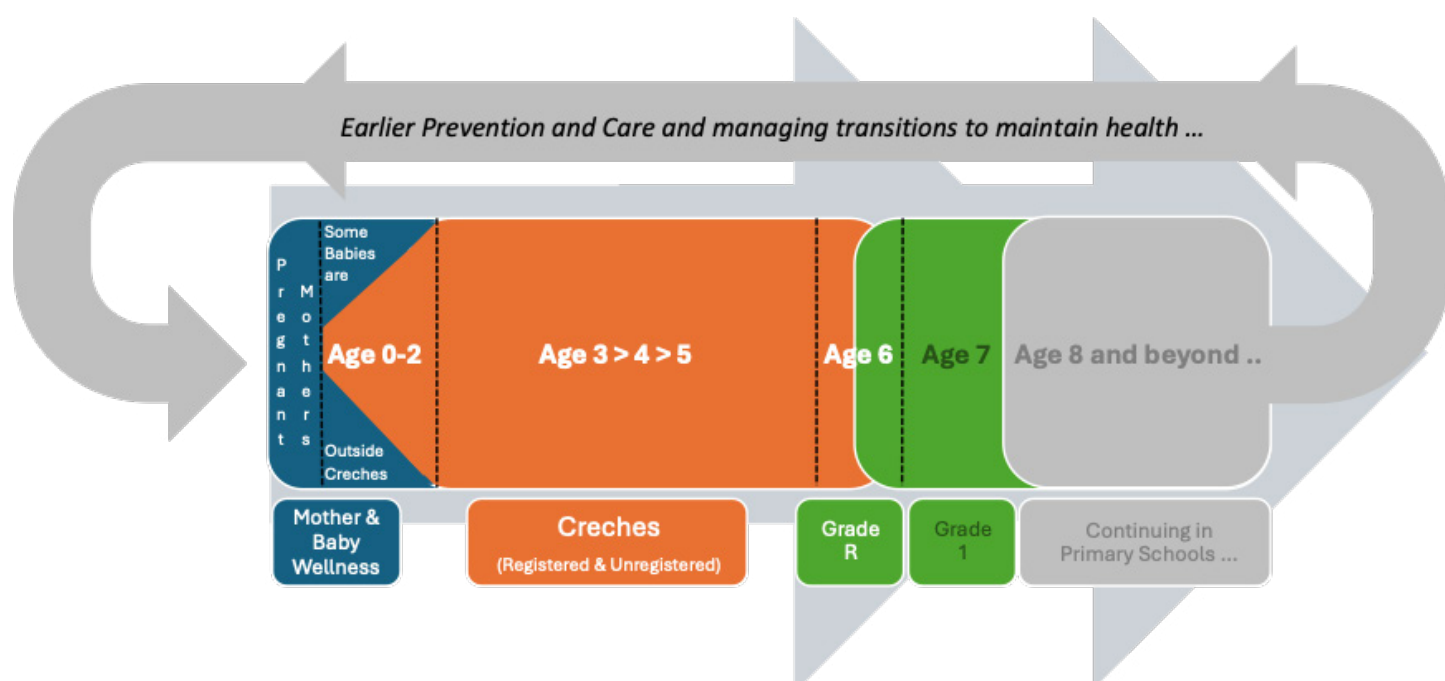 Earlier Prevention and Care and managing transitions to maintain health ...
Pregnant
Mothers
Some
Babies
are
Outside
Creches
Age 0-2
Age 3 > 4 > 5
Age 6
Age 7
Age 8 and beyond ..
Mother &
Baby
Wellness
Creches
(Registered & Unregistered)
Grade
R
Grade
1
Continuing in
Primary Schools ...